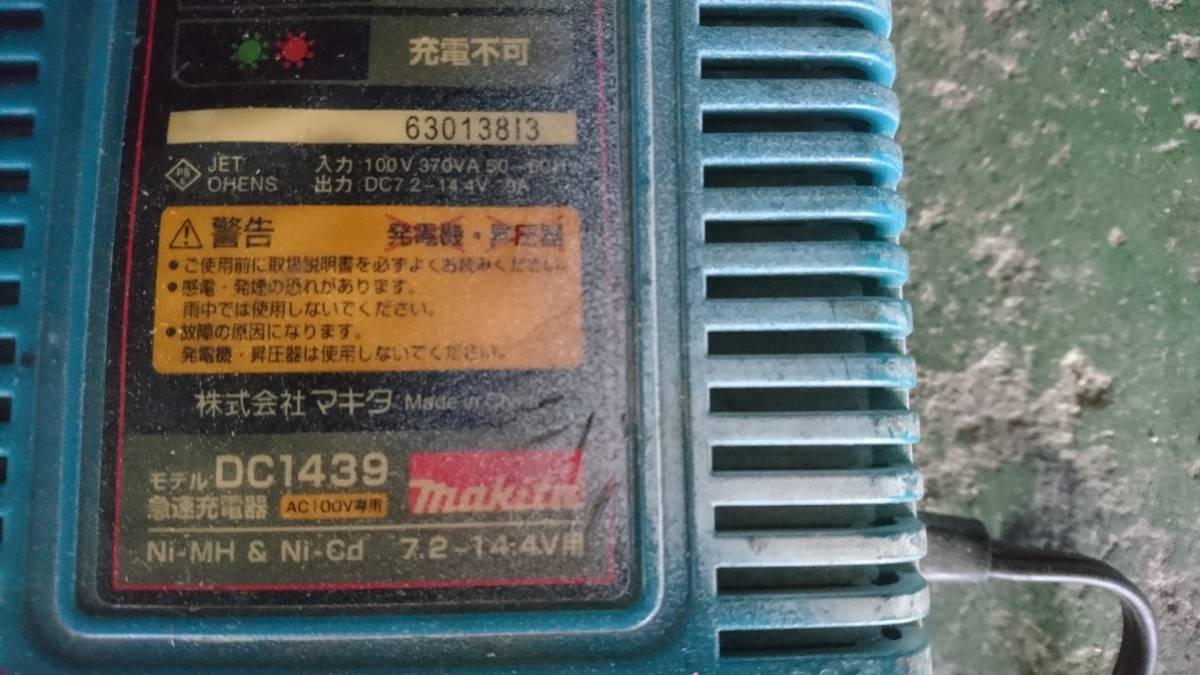 充電不可
63013813
PS JET 入力 100V 370VA 50-60Hz
OHENS 出力 DC7.2-14.4V 9A
警告 発電機・昇圧器
●ご使用前に取扱説明書を必ずよくお読みください。
●感電・発煙の恐れがあります。
雨中では使用しないでください。
●故障の原因になります。
発電機・昇圧器は使用しないでください。
株式会社マキタ Made in
モデル DC1439 makita
急速充電器 AC100V専用
Ni-MH & Ni-Cd 7.2-14.4V用